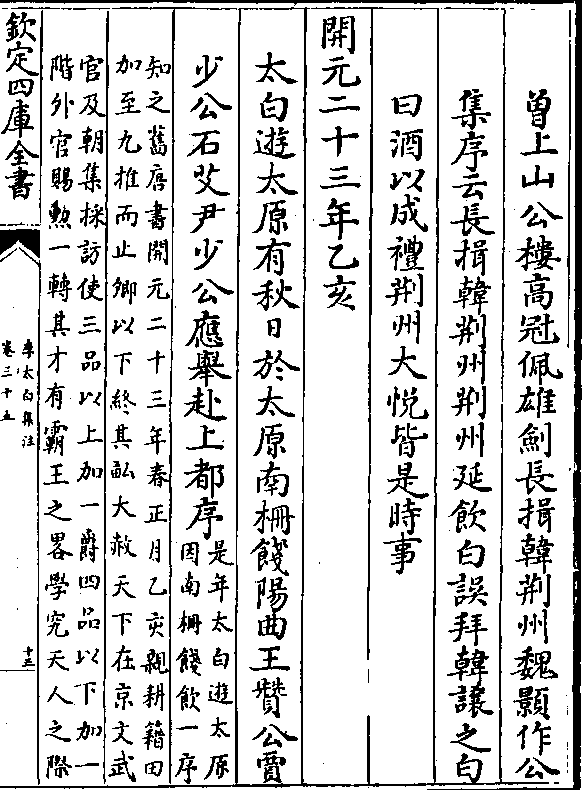 曽上山公樓高冠佩雄劍長揖韓荆州魏顥作公
集序云長揖韓荆州荆州延飲白誤拜韓讓之白
曰酒以成禮荆州大悅皆是時事
開元二十三年乙亥
太白遊太原有秋日於太原南柵餞陽曲王贊公賈
少公石艾尹少公應舉赴上都序是年太白遊太原
因南柵餞飲一序
知之舊唐書開元二十三年春正月乙亥親耕籍田
加至九推而止卿以下終其畝大赦天下在京文武
官及朝集採訪使三品以上加一爵四品以下加一
階外官賜勲一轉其才有霸王之畧學究天人之際
欽定四庫全書
李太白集注
卷三十五
十三